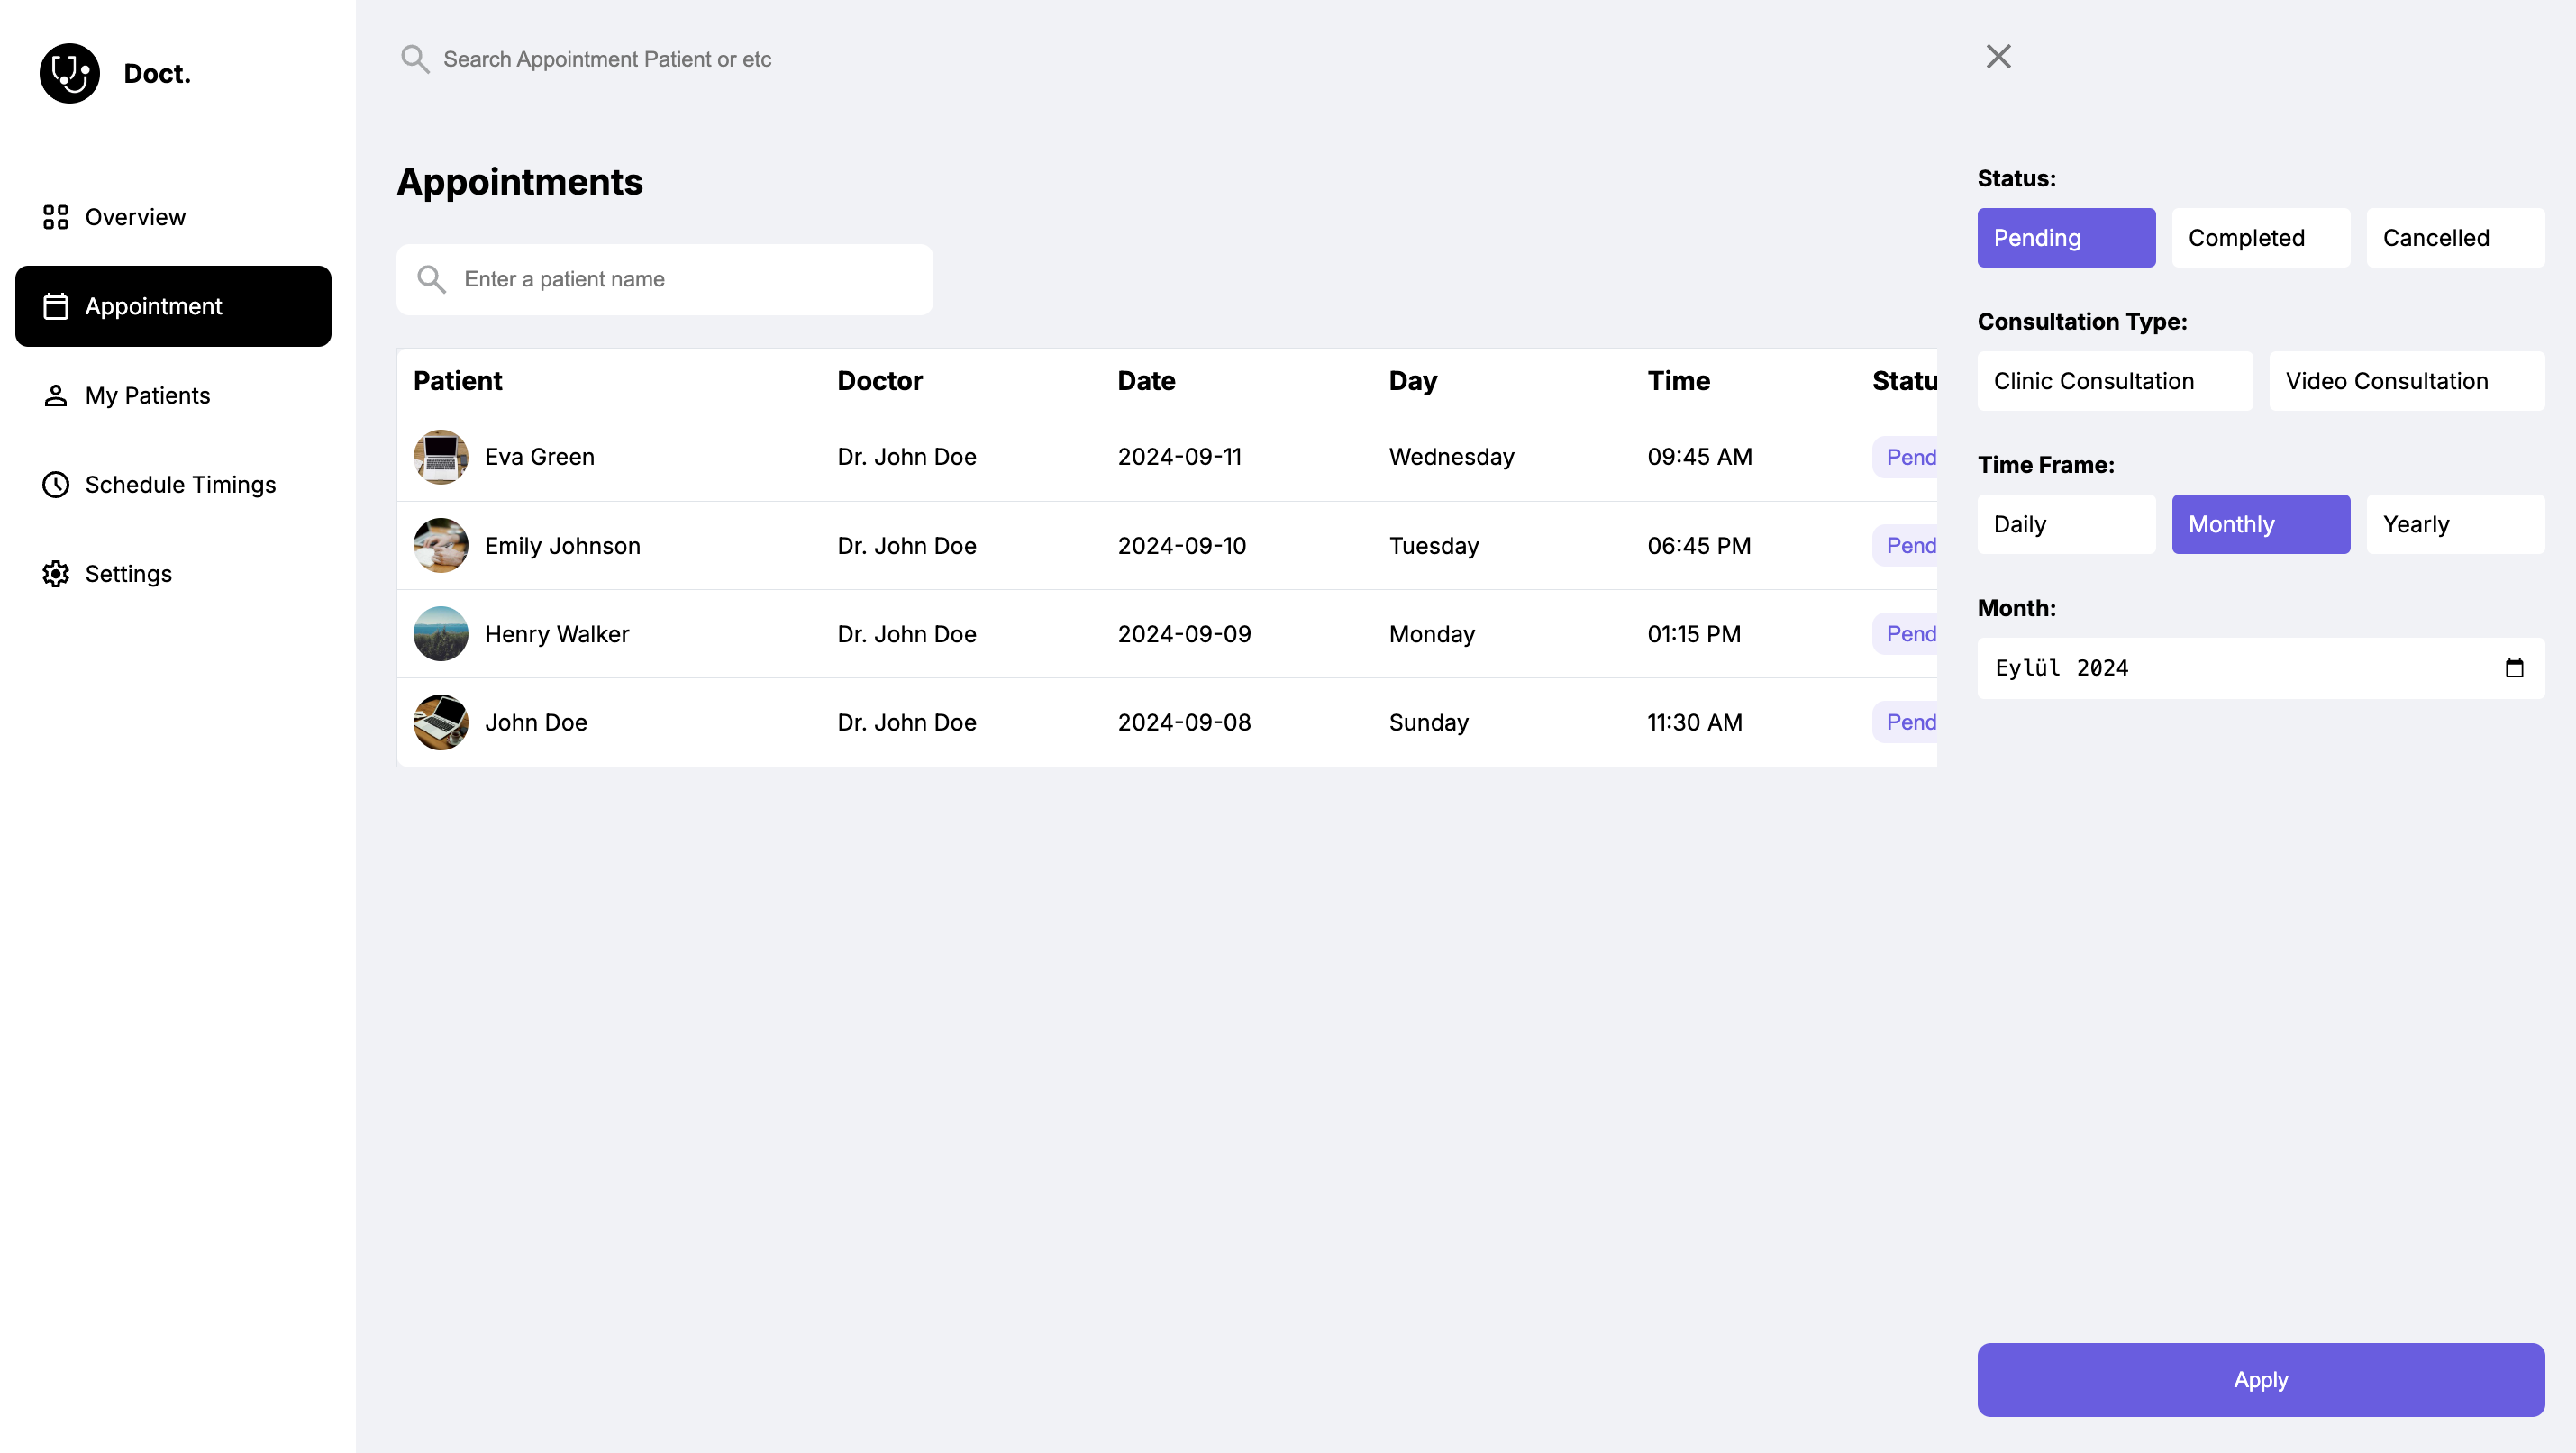 Doct.
Overview
Appointment
My Patients
Schedule Timings
Settings
Search Appointment Patient or etc
Appointments
Enter a patient name
Patient Doctor Date Day Time Statu
Eva Green Dr. John Doe 2024-09-11 Wednesday 09:45 AM Pend
Emily Johnson Dr. John Doe 2024-09-10 Tuesday 06:45 PM Pend
Henry Walker Dr. John Doe 2024-09-09 Monday 01:15 PM Pend
John Doe Dr. John Doe 2024-09-08 Sunday 11:30 AM Pend
Status:
Pending Completed Cancelled
Consultation Type:
Clinic Consultation Video Consultation
Time Frame:
Daily Monthly Yearly
Month:
Eylül 2024
Apply